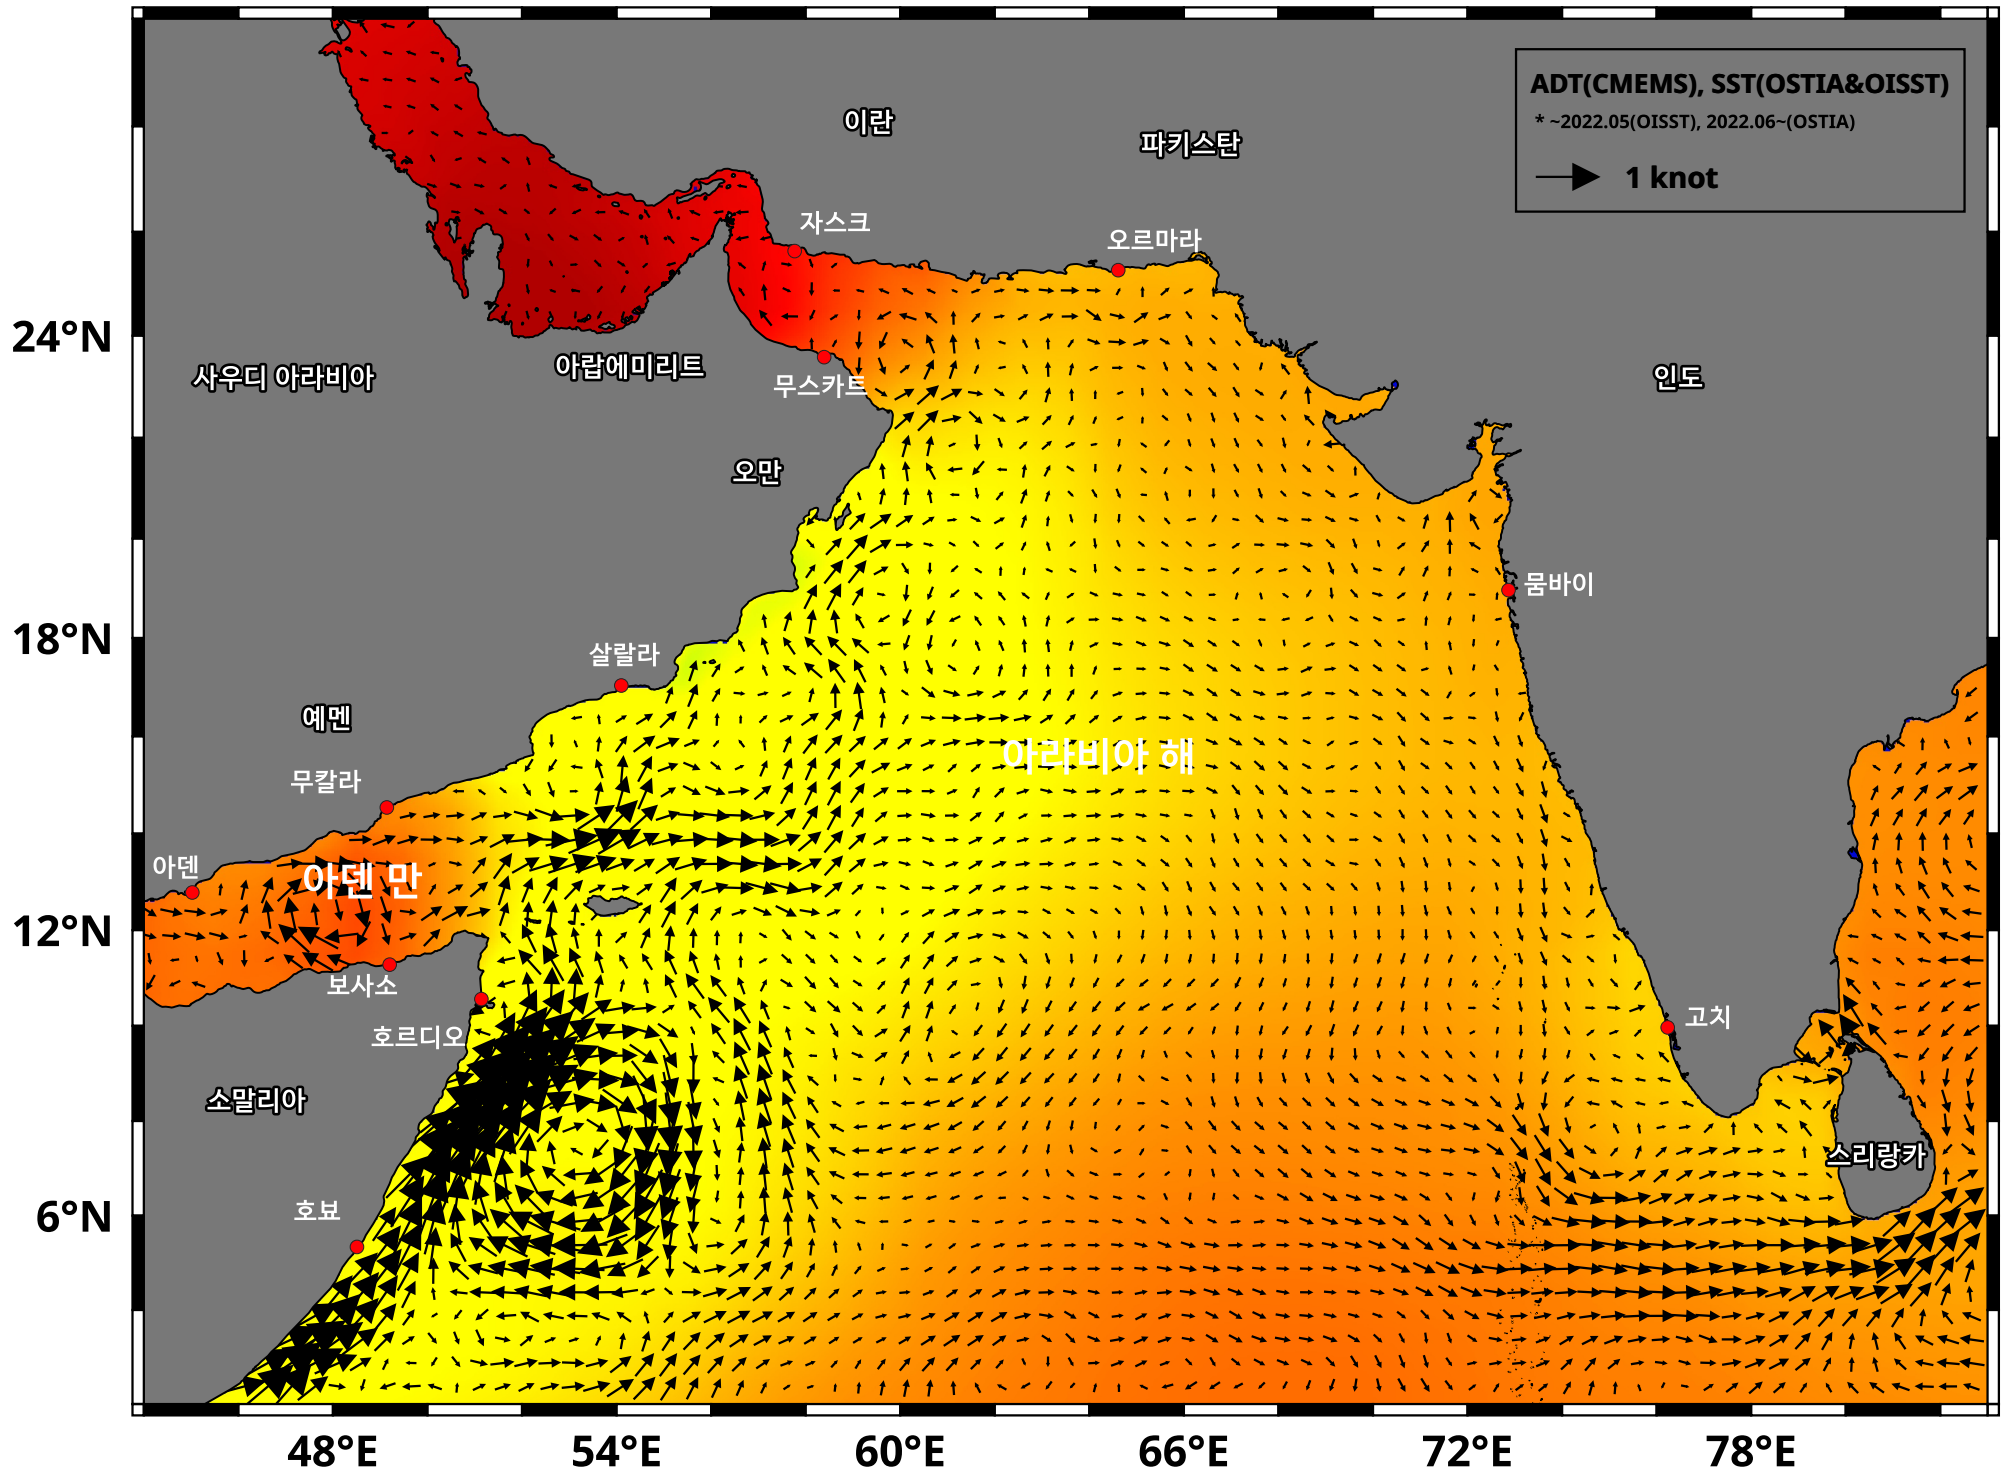 ADT(CMEMS), SST(OSTIA&OISST)
* ~2022.05(OISST), 2022.06~(OSTIA)
1 knot
이란
파키스탄
자스크
오르마라
24°N
사우디 아라비아
아랍에미리트
무스카트
인도
오만
뭄바이
18°N
살랄라
예멘
아라비아 해
무칼라
아덴
아덴 만
12°N
보사소
호르디오
고치
소말리아
스리랑카
호뵤
6°N
48°E
54°E
60°E
66°E
72°E
78°E